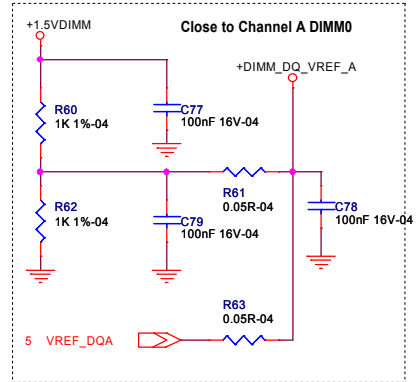 Close to Channel A DIMM0
+1.5VDIMM
+DIMM_DQ_VREF_A
R60
1K 1%-04
C77
100nF 16V-04
R61
0.05R-04
R62
1K 1%-04
C79
100nF 16V-04
C78
100nF 16V-04
R63
0.05R-04
5 VREF_DQA